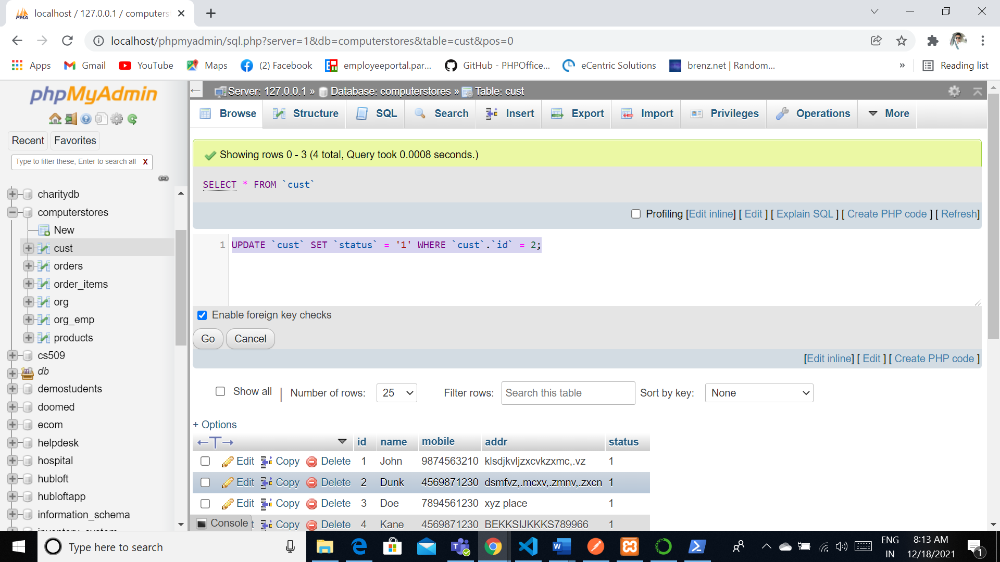 localhost / 127.0.0.1 / computers
localhost/phpmyadmin/sql.php?server=1&db=computerstores&table=cust&pos=0
Apps Gmail YouTube Maps (2) Facebook employeeportal.par... GitHub - PHPOffice... eCentric Solutions brenz.net | Random... » Reading list
phpMyAdmin
Recent Favorites
Type to filter these, Enter to search all X
charitydb
computerstores
New
cust
orders
order_items
org
org_emp
products
cs509
db
demostudents
doomed
ecom
helpdesk
hospital
hubloft
hubloftapp
information_schema
Server: 127.0.0.1 » Database: computerstores » Table: cust
Browse Structure SQL Search Insert Export Import Privileges Operations More
Showing rows 0 - 3 (4 total, Query took 0.0008 seconds.)
SELECT * FROM `cust`
Profiling [Edit inline] [ Edit ] [ Explain SQL ] [ Create PHP code ] [ Refresh]
1 UPDATE `cust` SET `status` = '1' WHERE `cust`.`id` = 2;
Enable foreign key checks
Go Cancel
[Edit inline] [ Edit ] [ Create PHP code ]
Show all | Number of rows: 25 Filter rows: Search this table Sort by key: None
+ Options
←T→ id name mobile addr status
Edit Copy Delete 1 John 9874563210 klsdjkvljzxcvkzxmc,.vz 1
Edit Copy Delete 2 Dunk 4569871230 dsmfvz,.mcxv,.zmnv,.zxcn 1
Edit Copy Delete 3 Doe 7894561230 xyz place 1
Console t Copy Delete 4 Kane 4569871230 BEKKSIJKKKS789966 1
Type here to search
ENG
IN
8:13 AM
12/18/2021
1